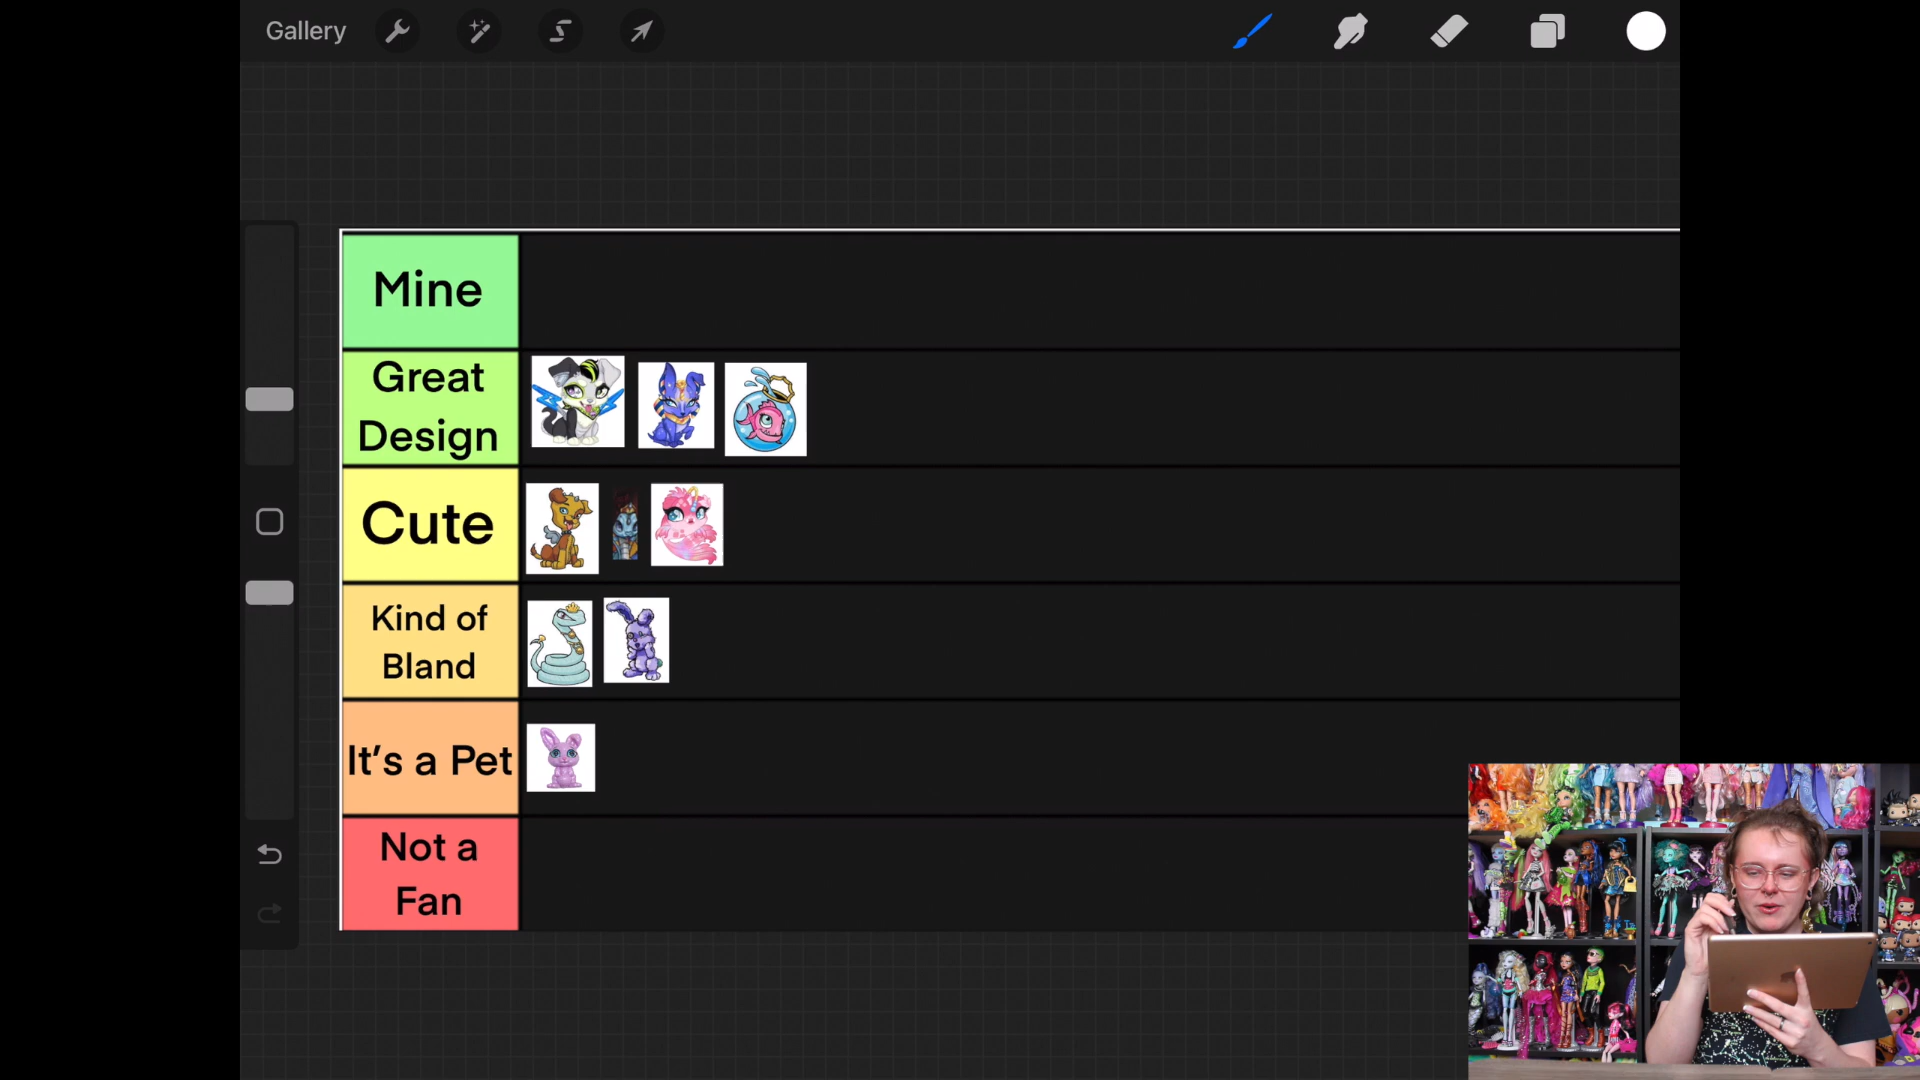 Gallery
Mine
Great
Design
Cute
Kind of
Bland
It's a Pet
Not a
Fan